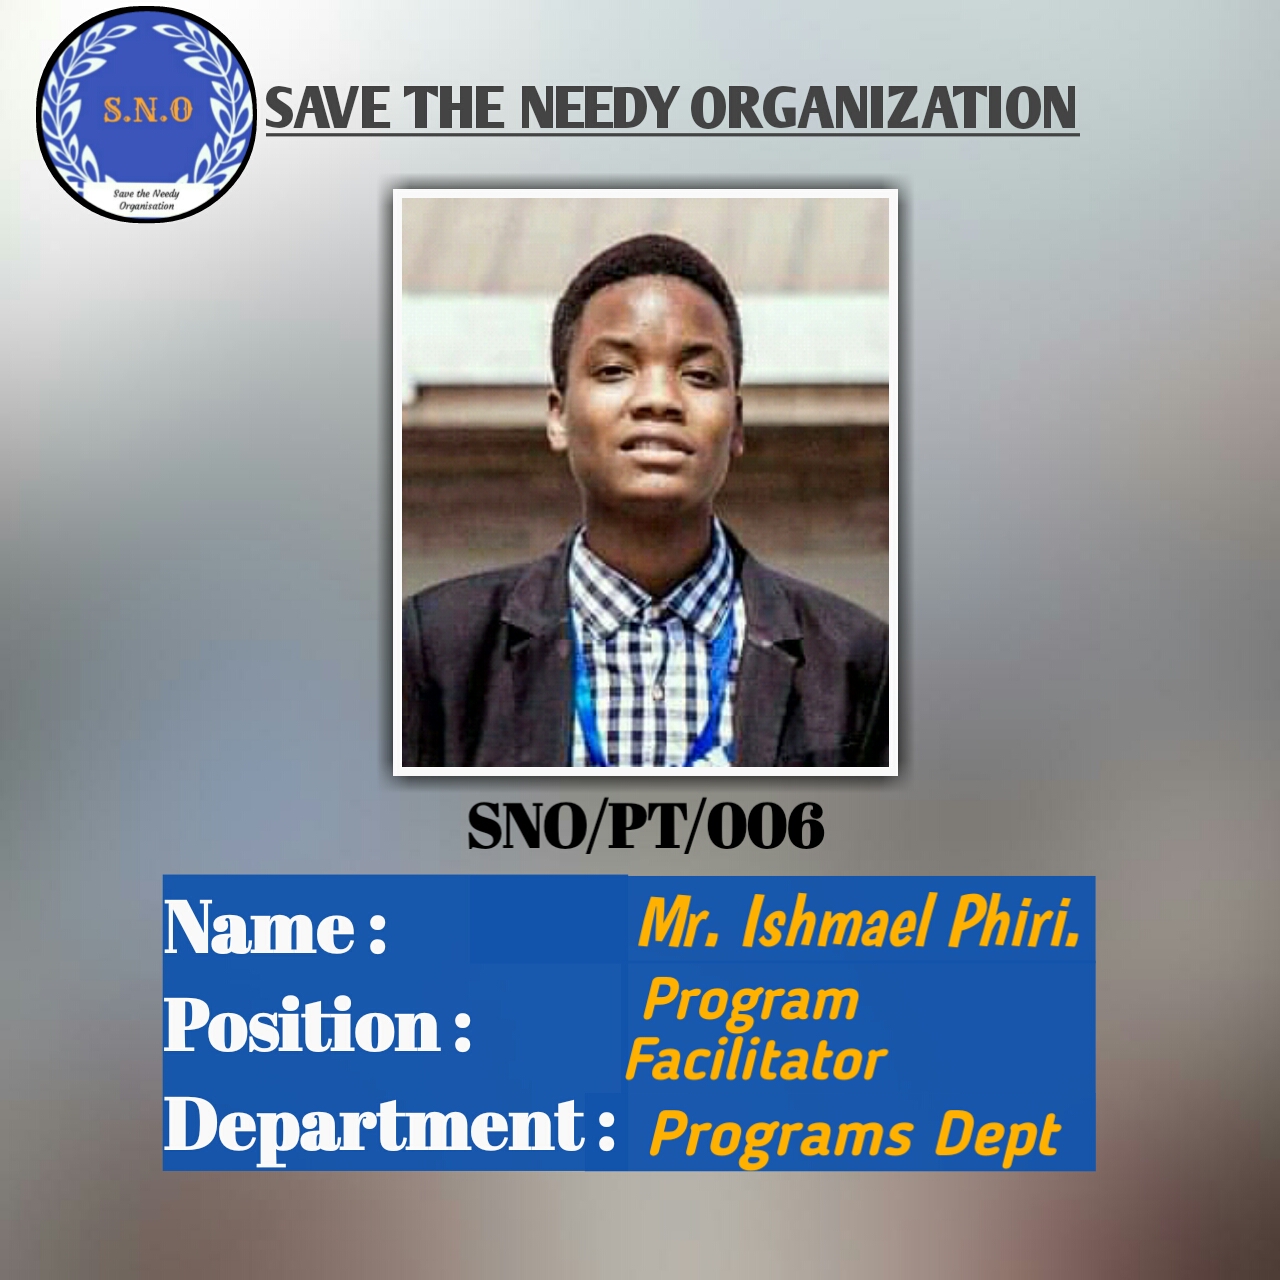 S.N.O
Save the Needy
Organisation
SAVE THE NEEDY ORGANIZATION
SNO/PT/006
Name : Mr. Ishmael Phiri.
Position : Program
Facilitator
Department : Programs Dept